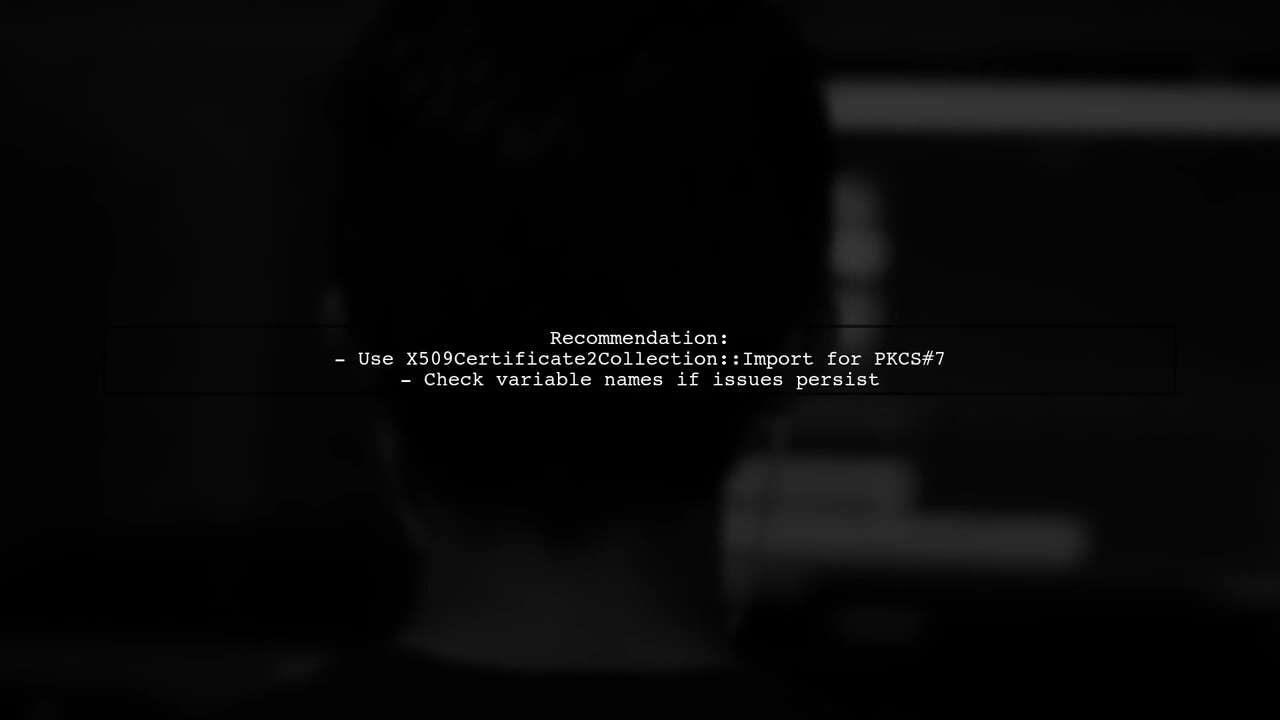 Recommendation:
- Use X509Certificate2Collection::Import for PKCS#7
- Check variable names if issues persist